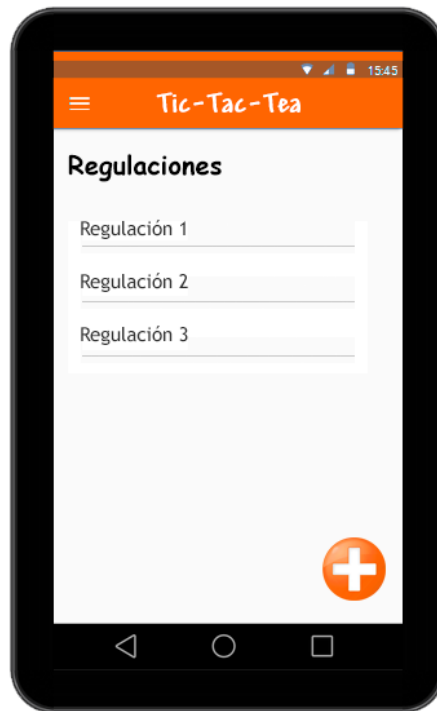 15:45
Tic-Tac-Tea
Regulaciones
Regulación 1
Regulación 2
Regulación 3